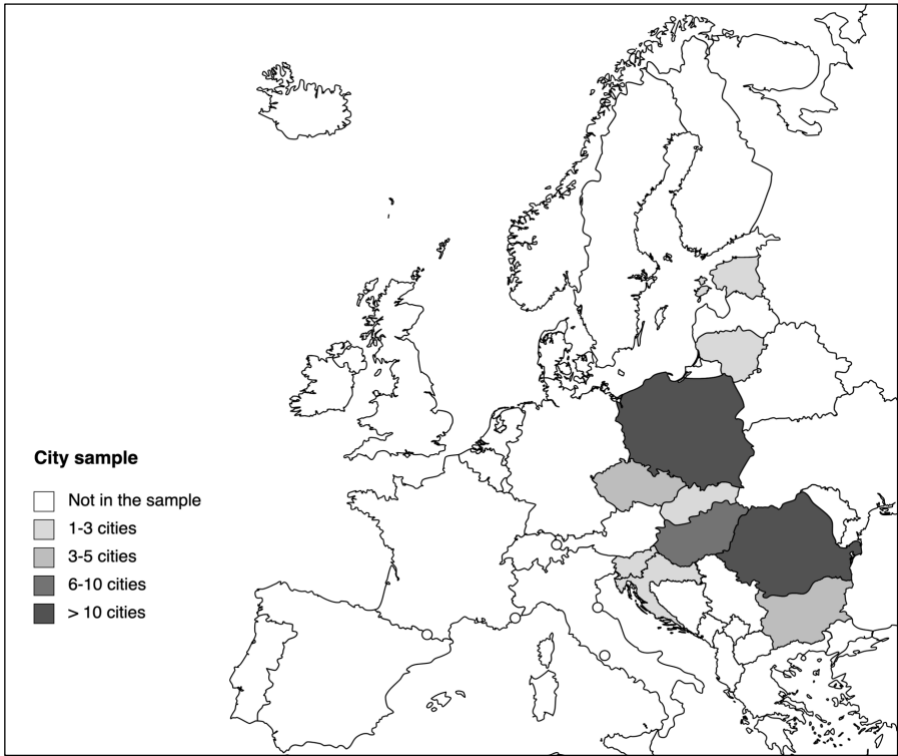 City sample
Not in the sample
1-3 cities
3-5 cities
6-10 cities
> 10 cities